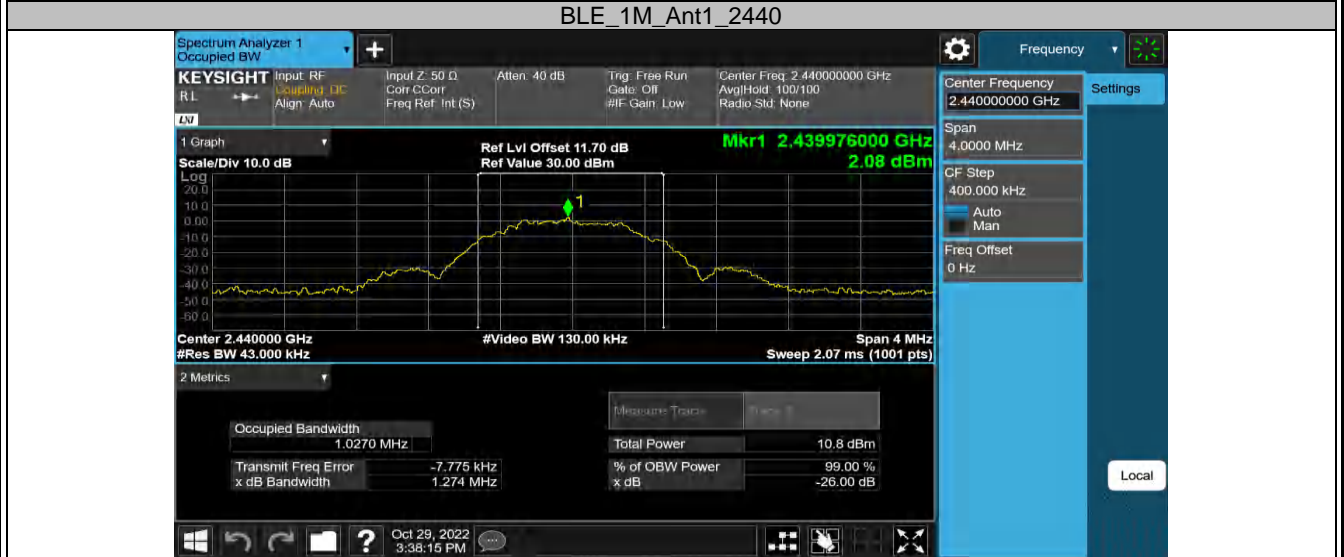 BLE_1M_Ant1_2440
Spectrum Analyzer 1
Occupied BW
+
Frequency
KEYSIGHT
RL
LXI
Input: RF
Coupling: DC
Align: Auto
Input Z: 50 Ω
Corr CCorr
Freq Ref: Int (S)
Atten: 40 dB
Trig: Free Run
Gate: Off
#IF Gain: Low
Center Freq: 2.440000000 GHz
Avg|Hold: 100/100
Radio Std: None
Center Frequency
2.440000000 GHz
Settings
Span
4.0000 MHz
CF Step
400.000 kHz
Auto
Man
Freq Offset
0 Hz
Local
1 Graph
Scale/Div 10.0 dB
Ref Lvl Offset 11.70 dB
Ref Value 30.00 dBm
Mkr1 2.439976000 GHz
2.08 dBm
Log
20.0
10.0
0.00
-10.0
-20.0
-30.0
-40.0
-50.0
-60.0
1
Center 2.440000 GHz
#Res BW 43.000 kHz
#Video BW 130.00 kHz
Span 4 MHz
Sweep 2.07 ms (1001 pts)
2 Metrics
Measure Trace
Occupied Bandwidth
1.0270 MHz
Total Power 10.8 dBm
Transmit Freq Error -7.775 kHz
% of OBW Power 99.00 %
x dB Bandwidth 1.274 MHz
x dB -26.00 dB
?
Oct 29, 2022
3:38:15 PM